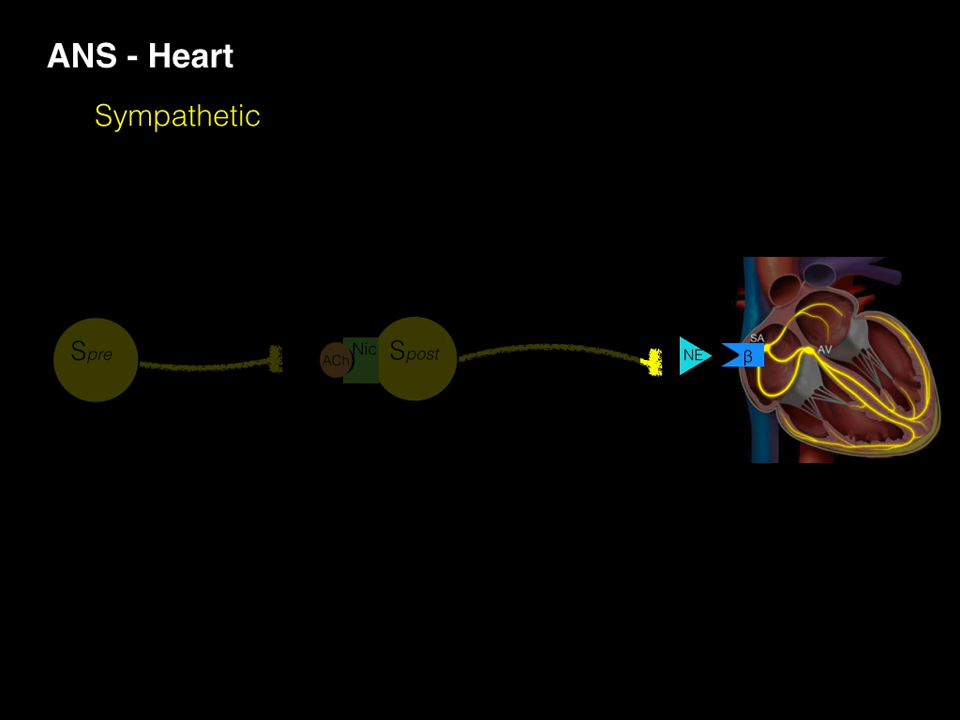 ANS - Heart
Sympathetic
Spre
ACh
Nic
Spost
NE
β
SA
AV